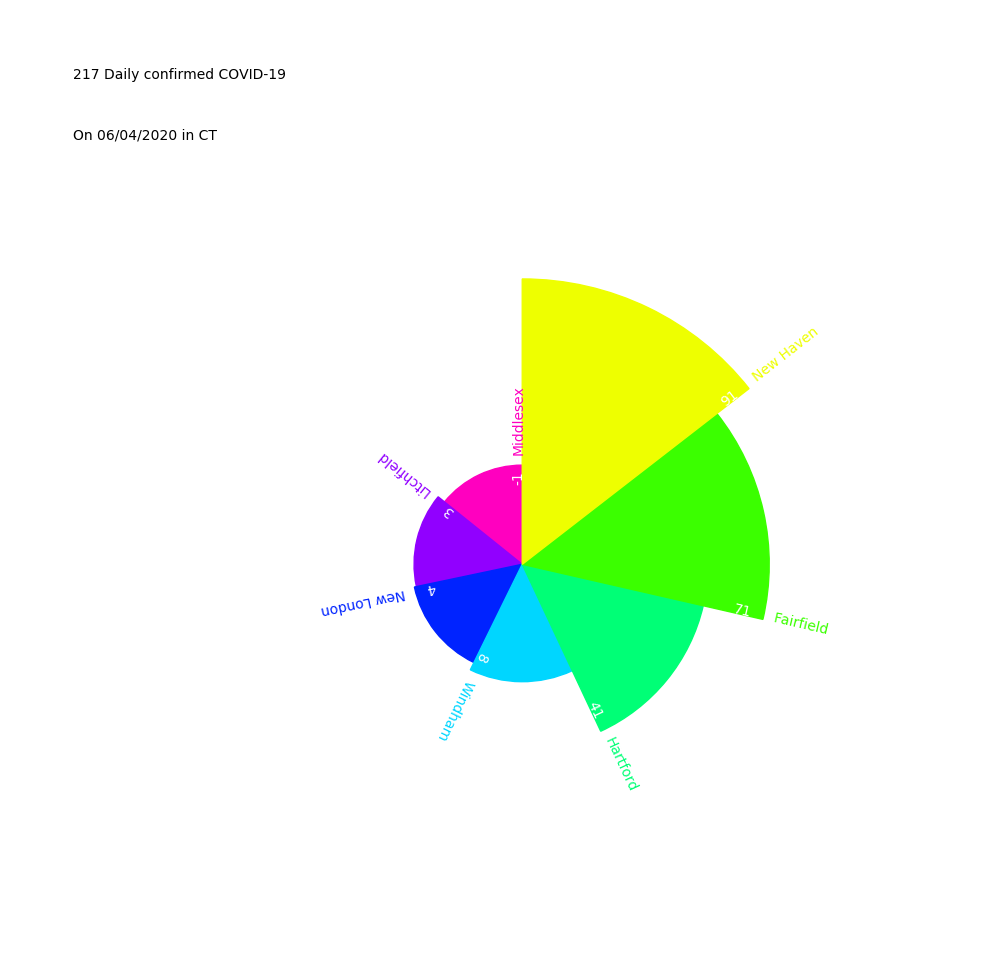 217 Daily confirmed COVID-19
On 06/04/2020 in CT
New Haven
91
Fairfield
71
Hartford
41
Windham
8
New London
4
Litchfield
3
Middlesex
-1